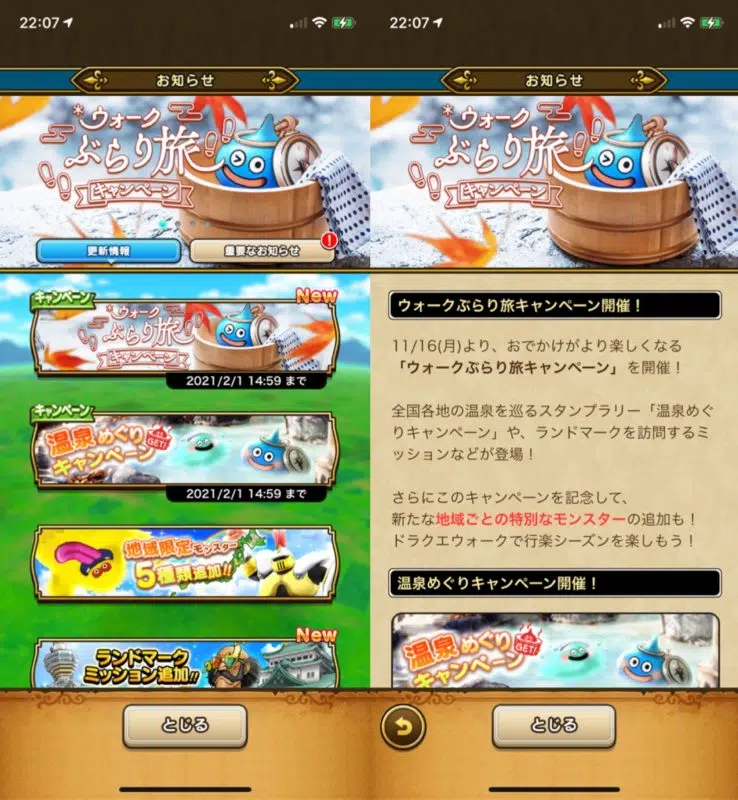 22:07
お知らせ
ウォーク
ぶらり旅
キャンペーン
更新情報
重要なお知らせ
!
キャンペーン
New
ウォーク
ぶらり旅
キャンペーン
2021/2/1 14:59 まで
キャンペーン
温泉めぐり
キャンペーン
GET!
2021/2/1 14:59 まで
地域限定モンスター
5種類追加!!
New
ランドマーク
ミッション追加!!
とじる
22:07
お知らせ
ウォーク
ぶらり旅
キャンペーン
ウォークぶらり旅キャンペーン開催！
11/16(月)より、おでかけがより楽しくなる
「ウォークぶらり旅キャンペーン」を開催！
全国各地の温泉を巡るスタンプラリー「温泉めぐ
りキャンペーン」や、ランドマークを訪問するミ
ッションなどが登場！
さらにこのキャンペーンを記念して、
新たな地域ごとの特別なモンスターの追加も！
ドラクエウォークで行楽シーズンを楽しもう！
温泉めぐりキャンペーン開催！
温泉めぐり
キャンペーン
GET!
とじる